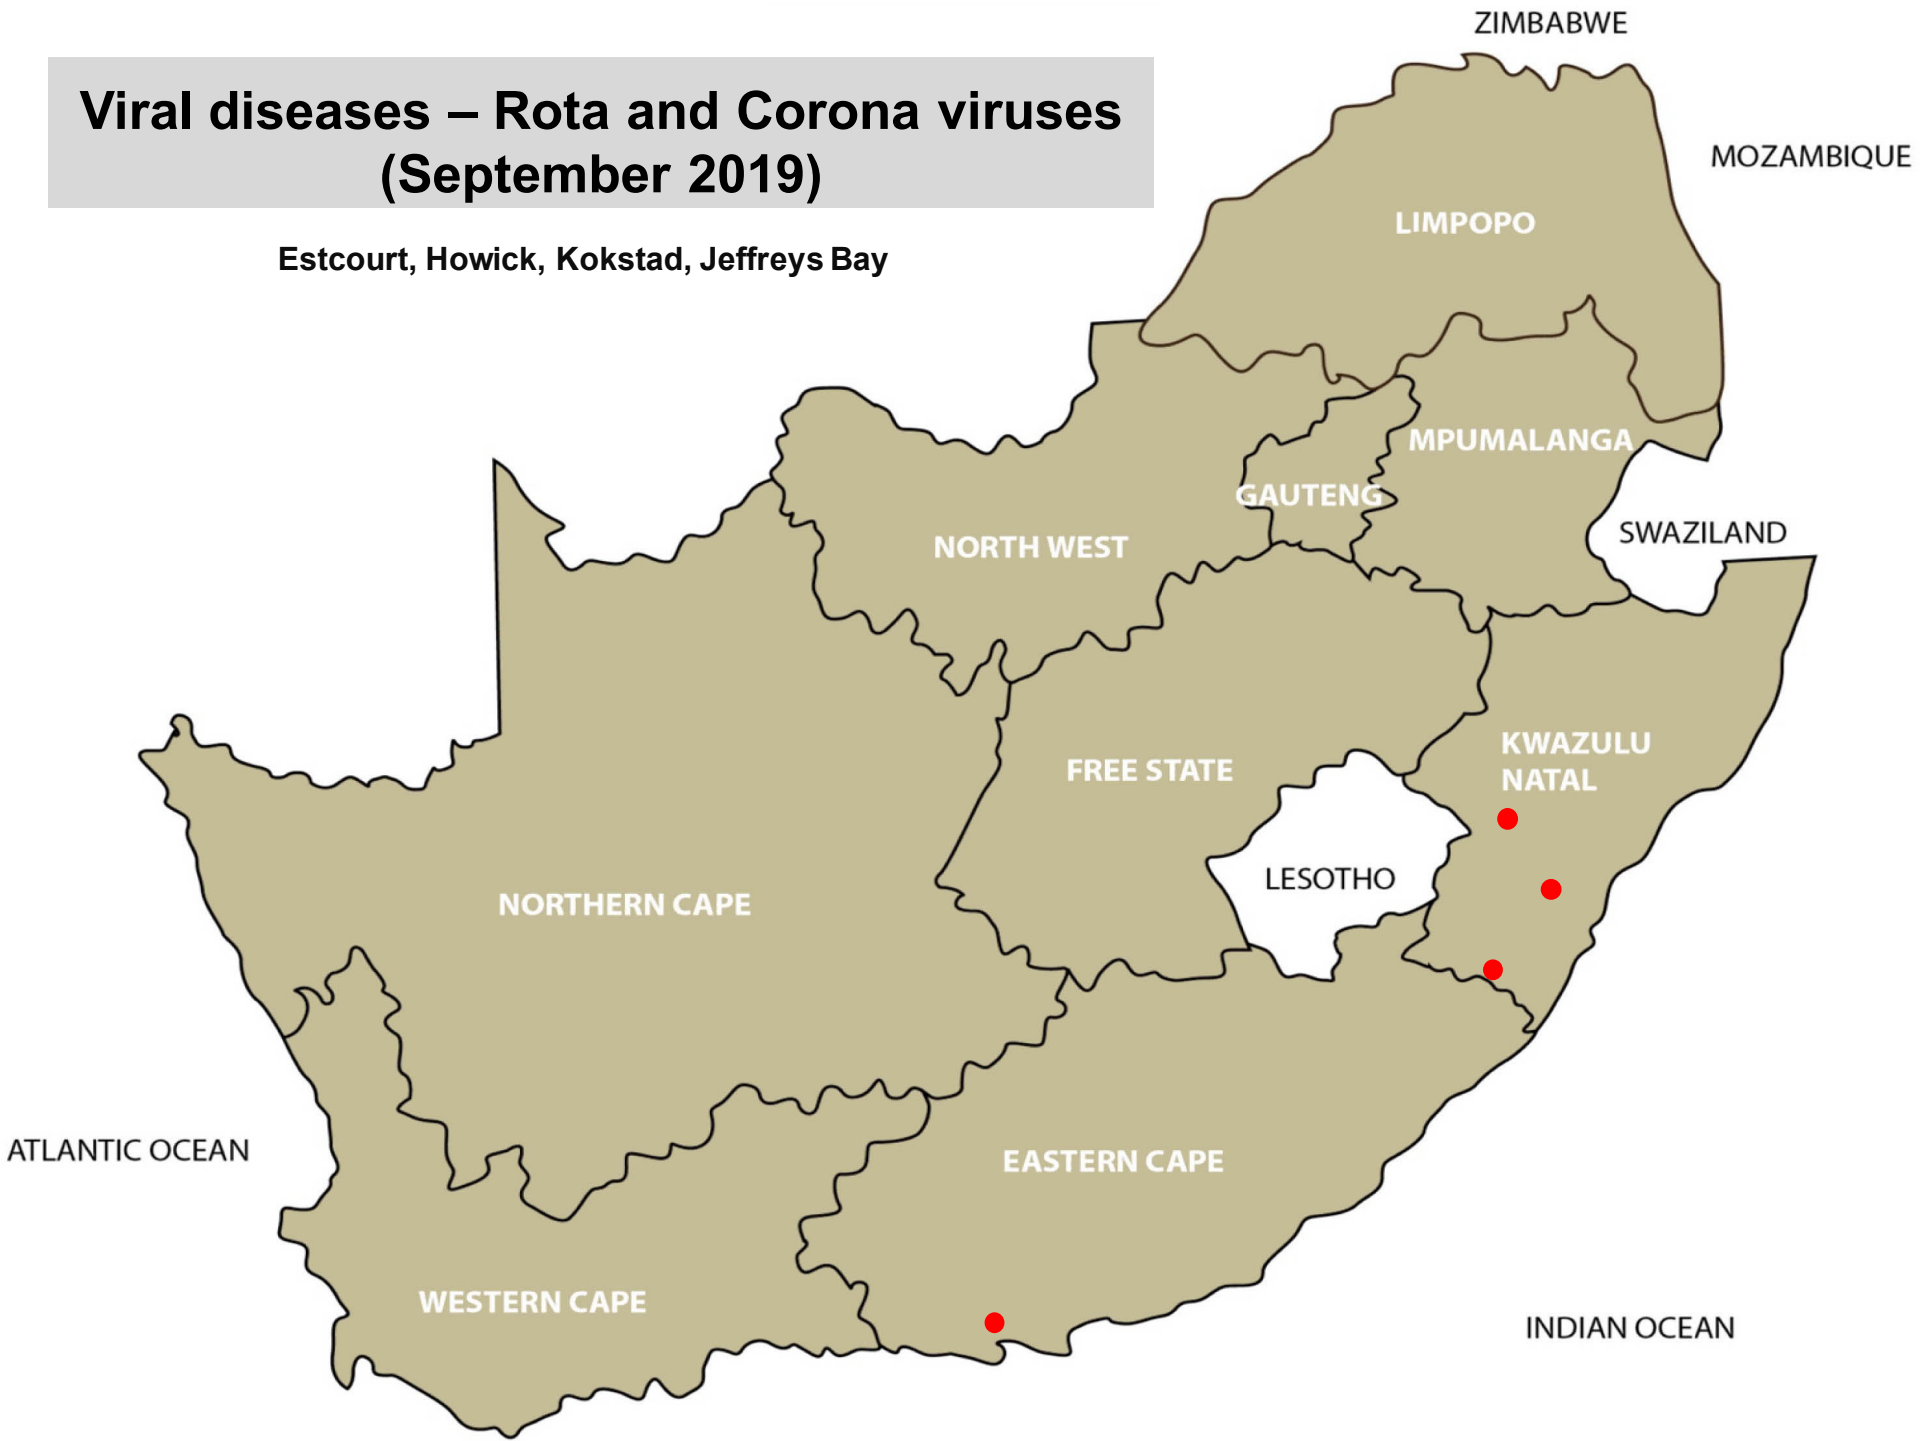 ZIMBABWE
Viral diseases – Rota and Corona viruses
(September 2019)
MOZAMBIQUE
LIMPOPO
Estcourt, Howick, Kokstad, Jeffreys Bay
MPUMALANGA
GAUTENG
SWAZILAND
NORTH WEST
KWAZULU
NATAL
FREE STATE
LESOTHO
NORTHERN CAPE
ATLANTIC OCEAN
EASTERN CAPE
WESTERN CAPE
INDIAN OCEAN